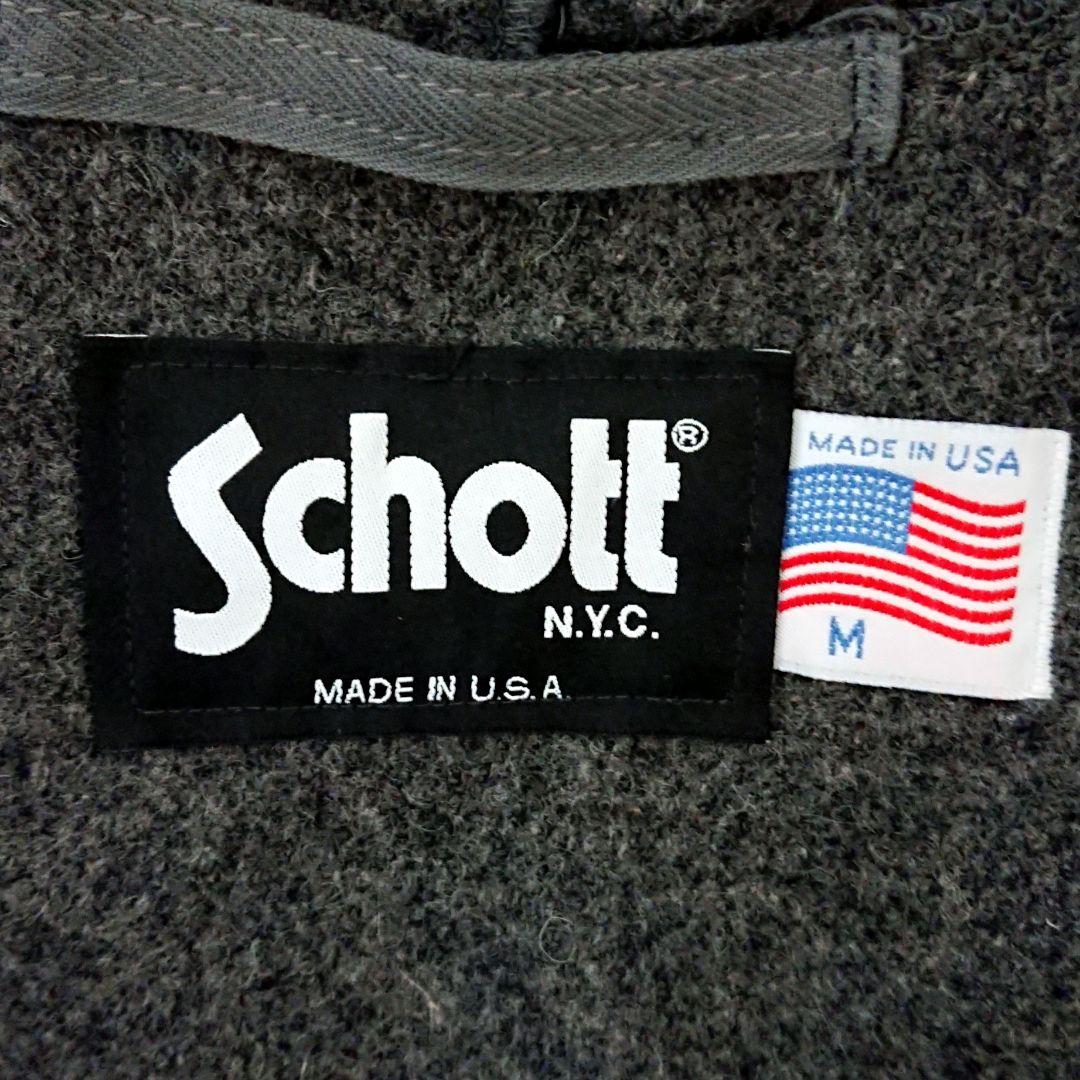 Schott®
N.Y.C.
MADE IN U.S.A.
MADE IN USA
M